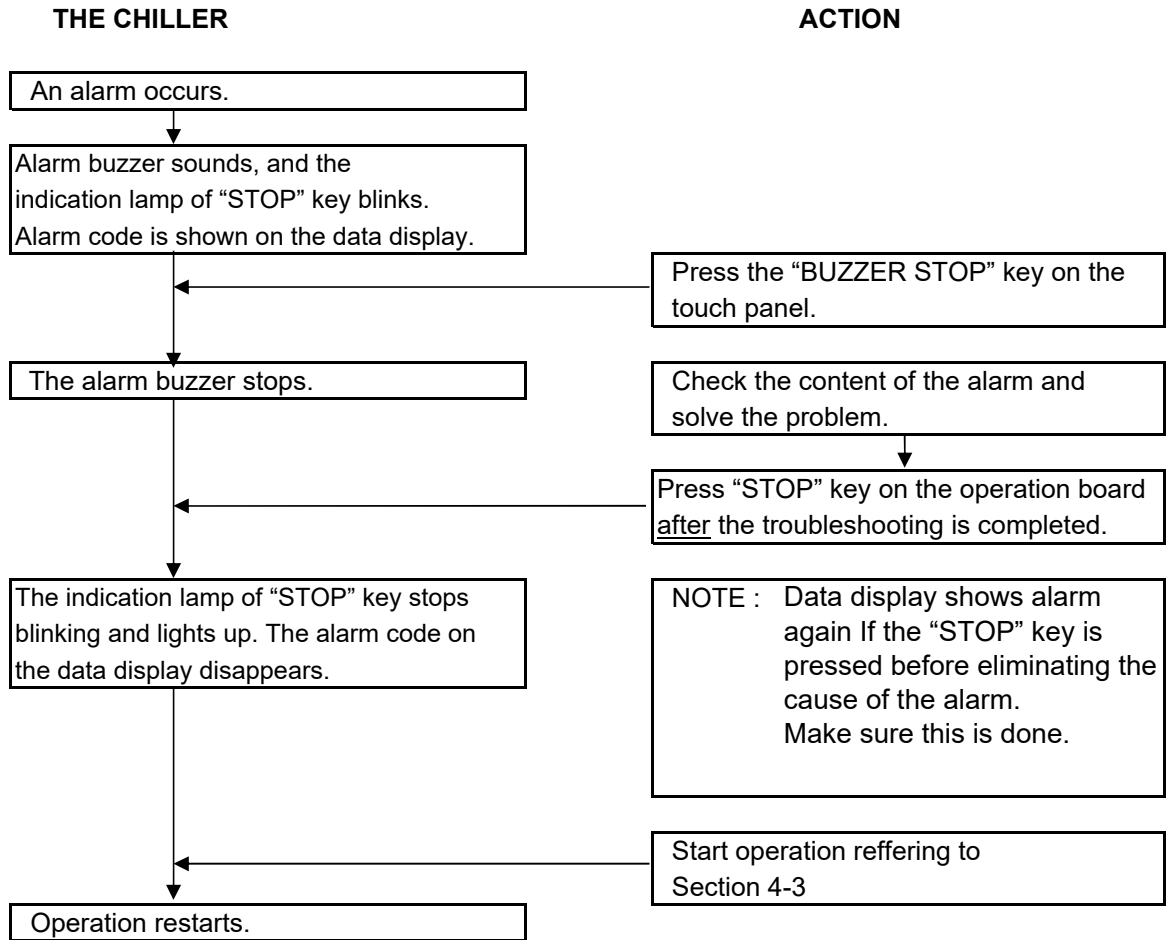 THE CHILLER
ACTION
An alarm occurs.
Alarm buzzer sounds, and the
indication lamp of “STOP” key blinks.
Alarm code is shown on the data display.
Press the “BUZZER STOP” key on the
touch panel.
The alarm buzzer stops.
Check the content of the alarm and
solve the problem.
Press “STOP” key on the operation board
after the troubleshooting is completed.
The indication lamp of “STOP” key stops
blinking and lights up. The alarm code on
the data display disappears.
NOTE : Data display shows alarm
again If the “STOP” key is
pressed before eliminating the
cause of the alarm.
Make sure this is done.
Start operation reffering to
Section 4-3
Operation restarts.